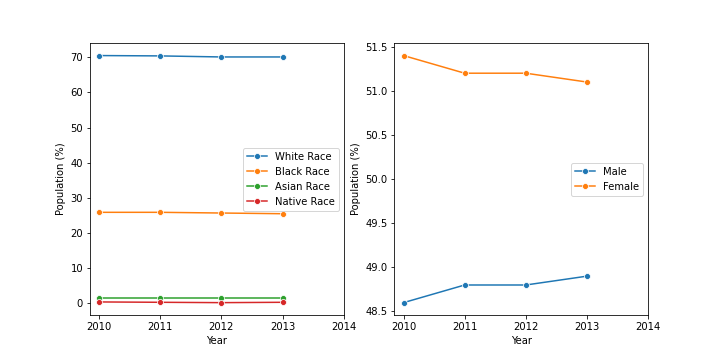 70
60
50
40
30
20
10
0
Population (%)
2010 2011 2012 2013 2014
Year
White Race
Black Race
Asian Race
Native Race
51.5
51.0
50.5
50.0
49.5
49.0
48.5
Population (%)
2010 2011 2012 2013 2014
Year
Male
Female